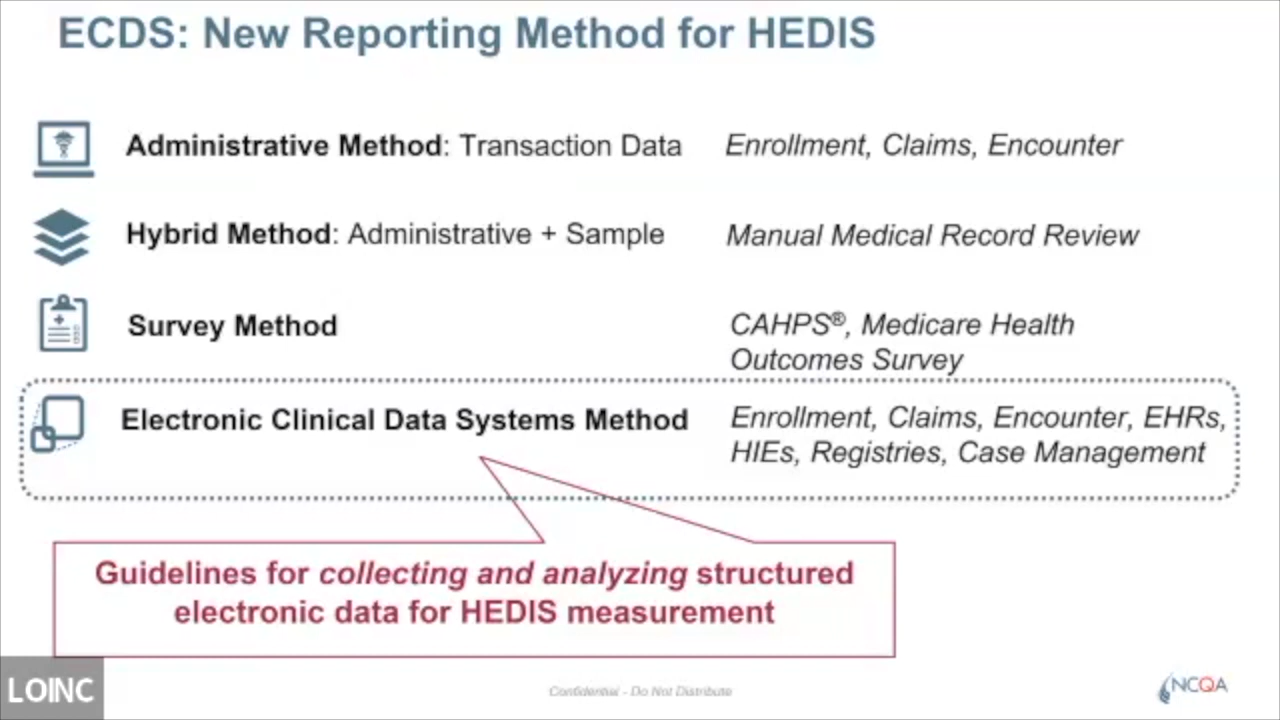 ECDS: New Reporting Method for HEDIS
Administrative Method: Transaction Data Enrollment, Claims, Encounter
Hybrid Method: Administrative + Sample Manual Medical Record Review
Survey Method CAHPS®, Medicare Health
Outcomes Survey
Electronic Clinical Data Systems Method Enrollment, Claims, Encounter, EHRs,
HIEs, Registries, Case Management
Guidelines for collecting and analyzing structured
electronic data for HEDIS measurement
LOINC
Confidential - Do Not Distribute
NCQA